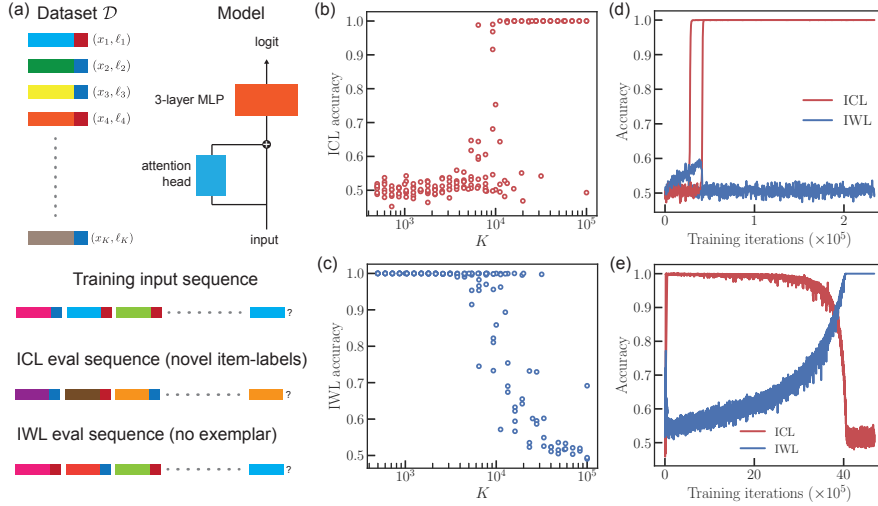 (a)
Dataset 𝒟
Model
(x₁, ℓ₁)
(x₂, ℓ₂)
(x₃, ℓ₃)
(x₄, ℓ₄)
(x_K, ℓ_K)
logit
3-layer MLP
+
attention
head
input
Training input sequence
?
ICL eval sequence (novel item-labels)
?
IWL eval sequence (no exemplar)
?
(b)
ICL accuracy
1.0
0.9
0.8
0.7
0.6
0.5
10³
10⁴
10⁵
K
(c)
IWL accuracy
1.0
0.9
0.8
0.7
0.6
0.5
10³
10⁴
10⁵
K
(d)
Accuracy
1.0
0.9
0.8
0.7
0.6
0.5
ICL
IWL
0
1
2
Training iterations (×10⁵)
(e)
Accuracy
1.0
0.9
0.8
0.7
0.6
0.5
ICL
IWL
0
20
40
Training iterations (×10⁵)